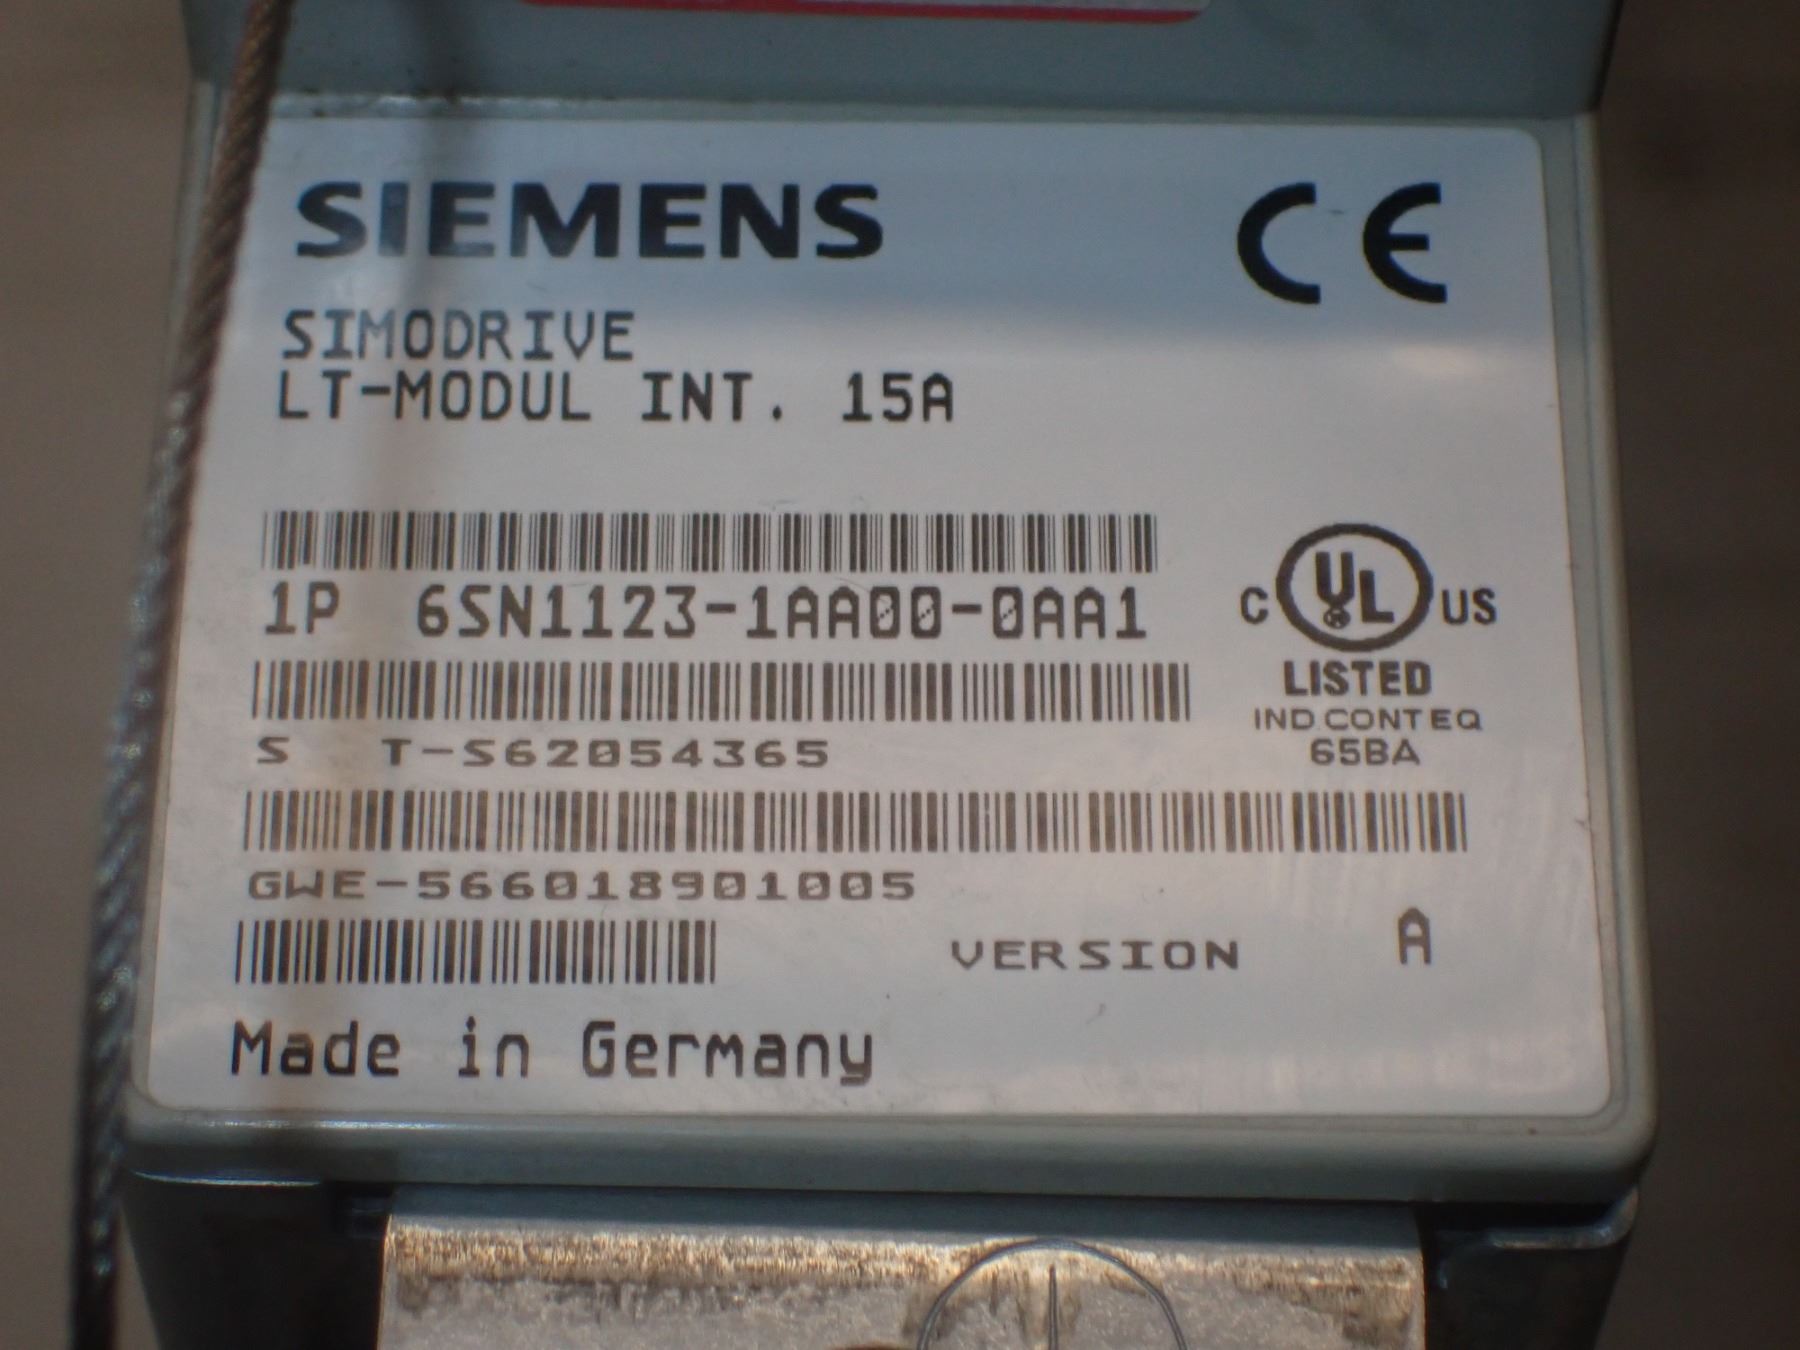 SIEMENS
CE
SIMODRIVE
LT-MODUL INT. 15A
1P 6SN1123-1AA00-0AA1
C UL US
LISTED
IND.CONT.EQ
65BA
S T-S62054365
GWE-566018901005
VERSION A
Made in Germany